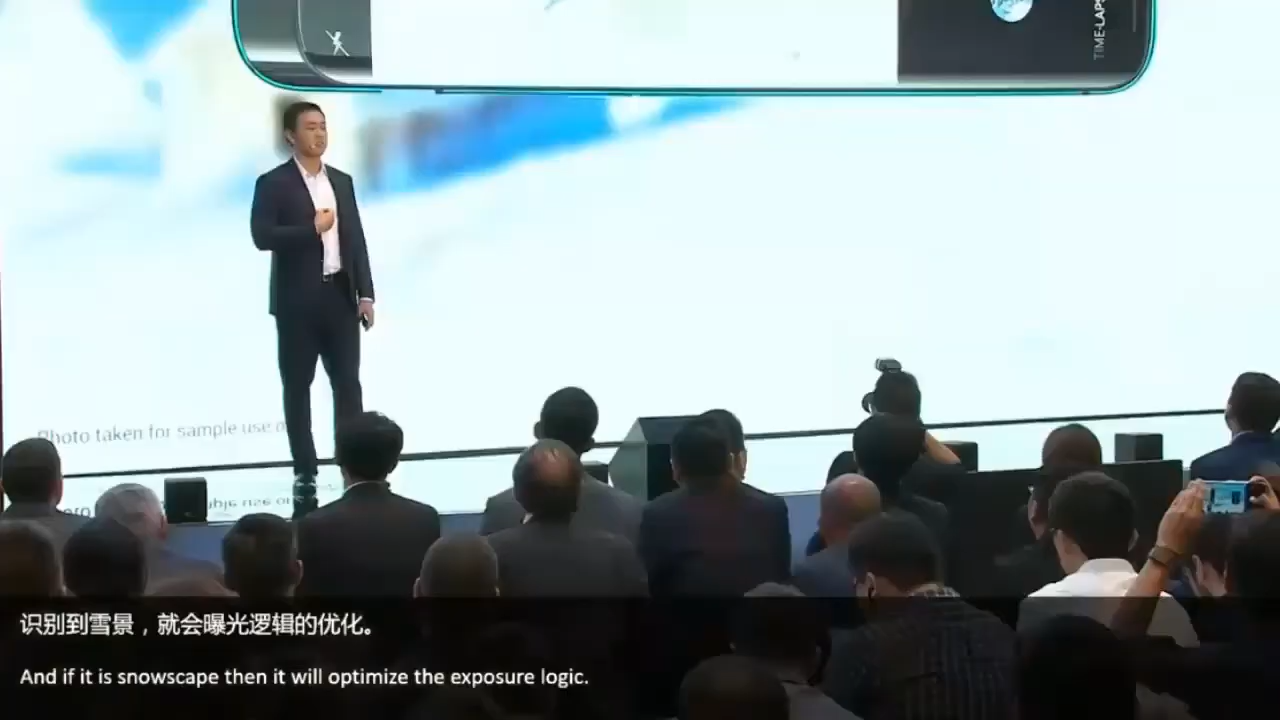 TIME-LAPS
Photo taken for sample use o
识别到雪景，就会曝光逻辑的优化。
And if it is snowscape then it will optimize the exposure logic.